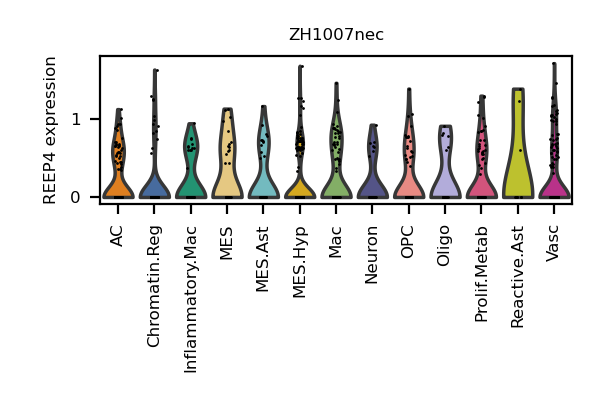 ZH1007nec
REEP4 expression
1
0
AC
Chromatin.Reg
Inflammatory.Mac
MES
MES.Ast
MES.Hyp
Mac
Neuron
OPC
Oligo
Prolif.Metab
Reactive.Ast
Vasc